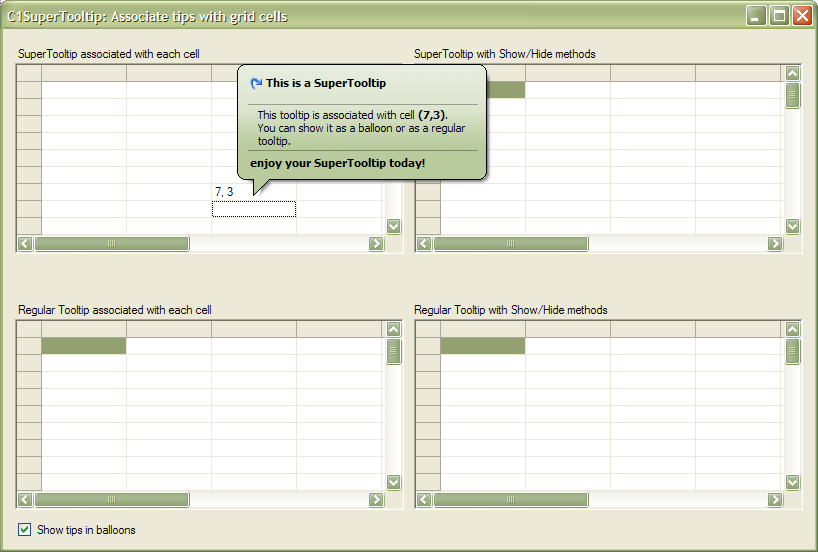 C1SuperTooltip: Associate tips with grid cells
SuperTooltip associated with each cell
SuperTooltip with Show/Hide methods
This is a SuperTooltip
This tooltip is associated with cell (7,3).
You can show it as a balloon or as a regular
tooltip.
enjoy your SuperTooltip today!
7, 3
Regular Tooltip associated with each cell
Regular Tooltip with Show/Hide methods
Show tips in balloons